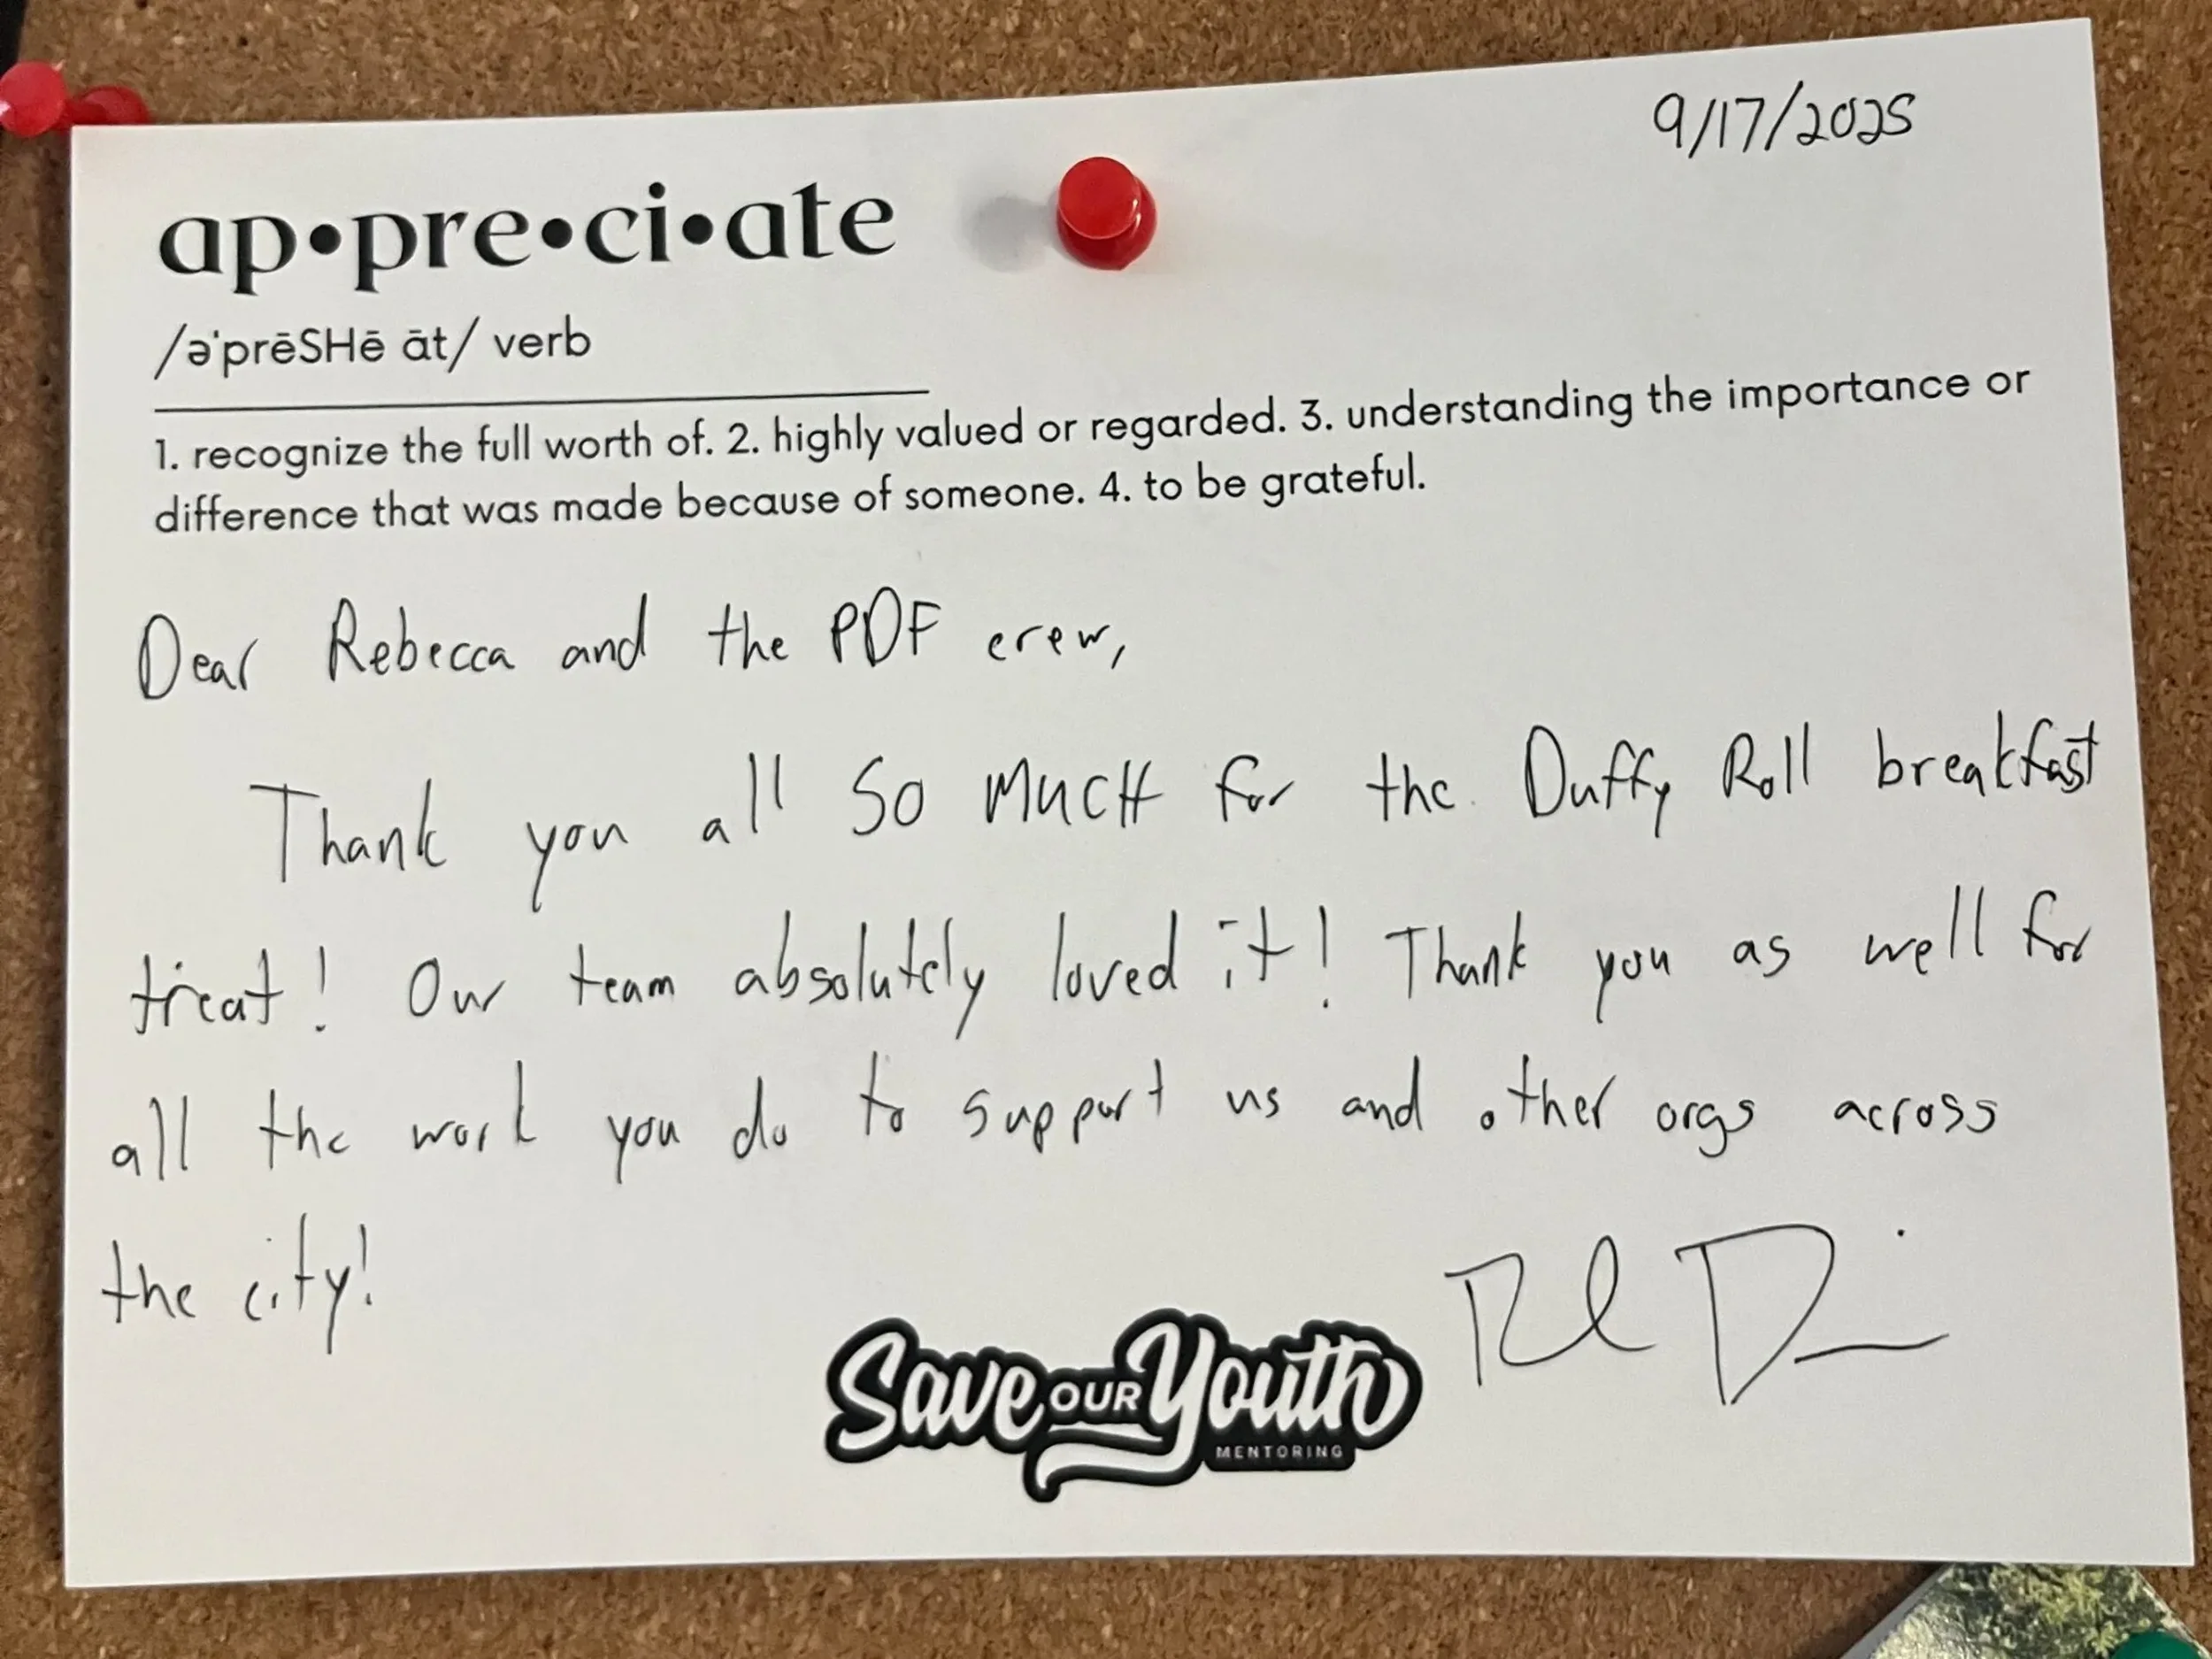 9/17/2025
ap•pre•ci•ate
/əˈprēSHē āt/ verb
1. recognize the full worth of. 2. highly valued or regarded. 3. understanding the importance or
difference that was made because of someone. 4. to be grateful.
Dear Rebecca and the PDF crew,
Thank you all SO MUCH for the Duffy Roll breakfast
treat! Our team absolutely loved it! Thank you as well for
all the work you do to support us and other orgs across
the city!
Save OUR Youth
MENTORING